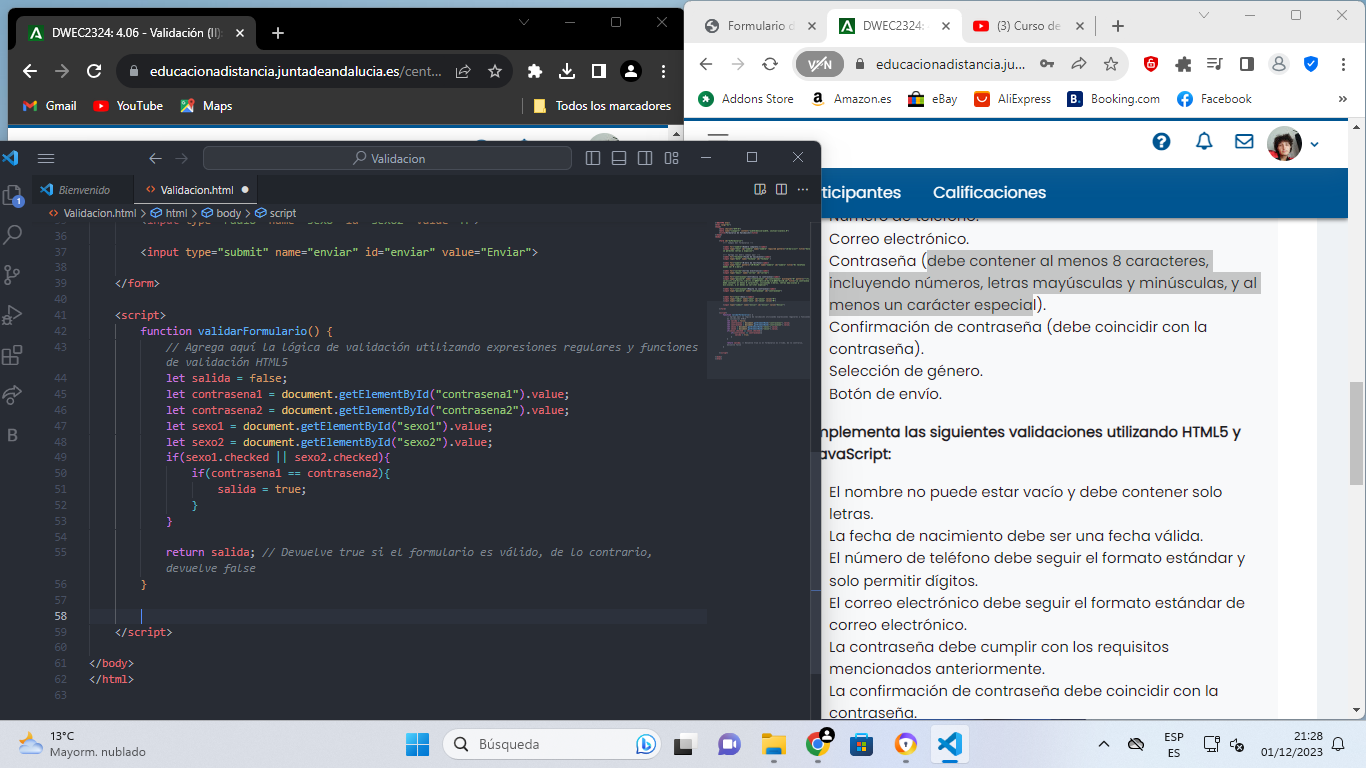 DWEC2324: 4.06 - Validación (II):
educacionadistancia.juntadeandalucia.es/cent...
Gmail
YouTube
Maps
Todos los marcadores
Formulario d
DWEC2324:
(3) Curso de
VPN
educacionadistancia.ju...
Addons Store
Amazon.es
eBay
AliExpress
Booking.com
Facebook
»
ticipantes
Calificaciones
Número de teléfono.
Correo electrónico.
Contraseña (debe contener al menos 8 caracteres,
incluyendo números, letras mayúsculas y minúsculas, y al
menos un carácter especial).
Confirmación de contraseña (debe coincidir con la
contraseña).
Selección de género.
Botón de envío.
mplementa las siguientes validaciones utilizando HTML5 y
avaScript:
El nombre no puede estar vacío y debe contener solo
letras.
La fecha de nacimiento debe ser una fecha válida.
El número de teléfono debe seguir el formato estándar y
solo permitir dígitos.
El correo electrónico debe seguir el formato estándar de
correo electrónico.
La contraseña debe cumplir con los requisitos
mencionados anteriormente.
La confirmación de contraseña debe coincidir con la
contraseña.
Validacion
1
Bienvenido
Validacion.html
Validacion.html > html > body > script
36
37 <input type="submit" name="enviar" id="enviar" value="Enviar">
38
39 </form>
40
41 <script>
42 function validarFormulario() {
43 // Agrega aquí la lógica de validación utilizando expresiones regulares y funciones
de validación HTML5
44 let salida = false;
45 let contrasena1 = document.getElementById("contrasena1").value;
46 let contrasena2 = document.getElementById("contrasena2").value;
47 let sexo1 = document.getElementById("sexo1").value;
48 let sexo2 = document.getElementById("sexo2").value;
49 if(sexo1.checked || sexo2.checked){
50 if(contrasena1 == contrasena2){
51 salida = true;
52 }
53 }
54
55 return salida; // Devuelve true si el formulario es válido, de lo contrario,
devuelve false
56 }
57
58
59 </script>
60
61 </body>
62 </html>
63
13°C
Mayorm. nublado
Búsqueda
ESP
ES
21:28
01/12/2023